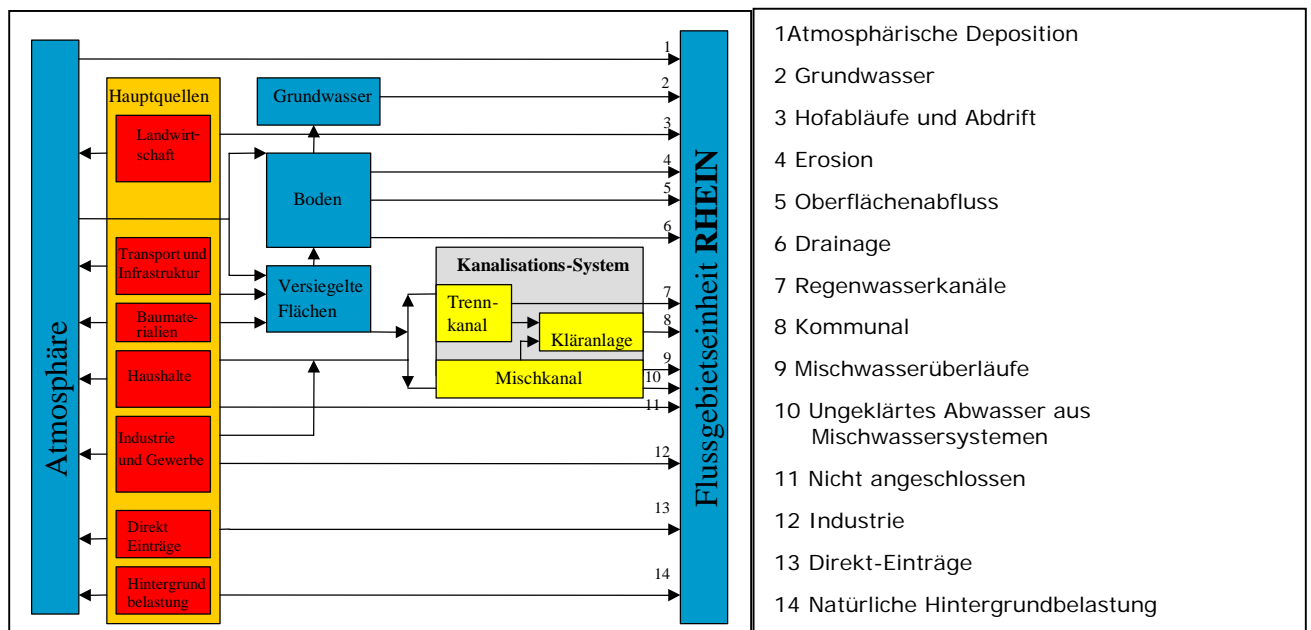 Atmosphäre
Hauptquellen
Landwirt-
schaft
Transport und
Infrastruktur
Baumate-
rialien
Haushalte
Industrie
und Gewerbe
Direkt
Einträge
Hintergrund
belastung
Grundwasser
Boden
Versiegelte
Flächen
Kanalisations-System
Trenn-
kanal
Kläranlage
Mischkanal
1
2
3
4
5
6
7
8
9
10
11
12
13
14
Flussgebietseinheit RHEIN
1Atmosphärische Deposition
2 Grundwasser
3 Hofabläufe und Abdrift
4 Erosion
5 Oberflächenabfluss
6 Drainage
7 Regenwasserkanäle
8 Kommunal
9 Mischwasserüberläufe
10 Ungeklärtes Abwasser aus
Mischwassersystemen
11 Nicht angeschlossen
12 Industrie
13 Direkt-Einträge
14 Natürliche Hintergrundbelastung